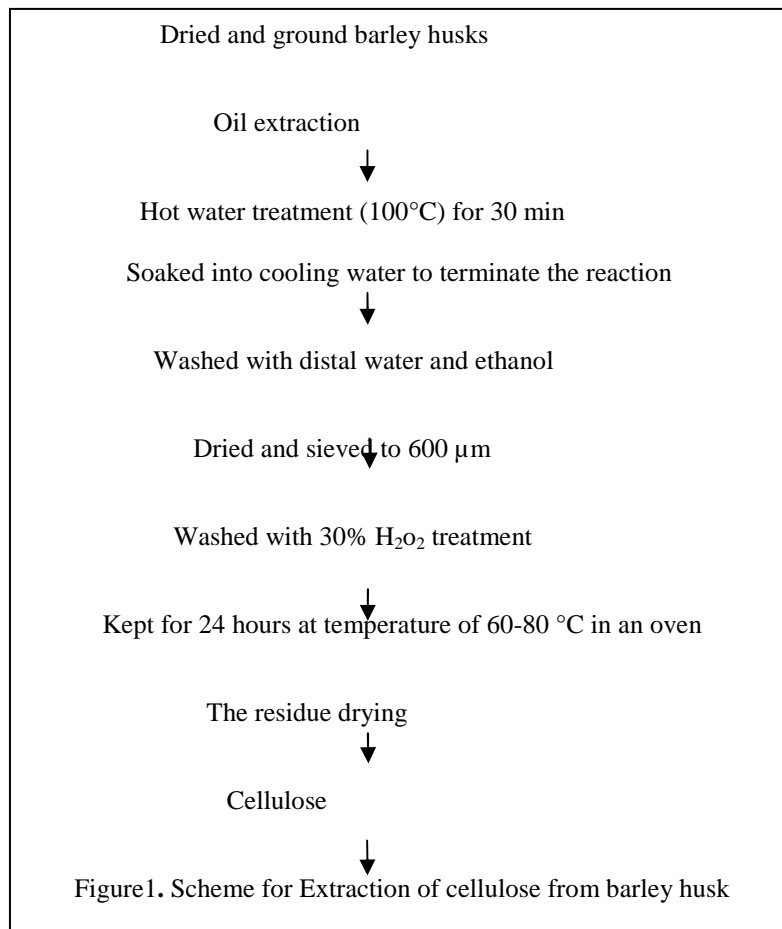 Dried and ground barley husks
Oil extraction
Hot water treatment (100°C) for 30 min
Soaked into cooling water to terminate the reaction
Washed with distal water and ethanol
Dried and sieved to 600 µm
Washed with 30% H₂o₂ treatment
Kept for 24 hours at temperature of 60-80 °C in an oven
The residue drying
Cellulose
Figure1. Scheme for Extraction of cellulose from barley husk